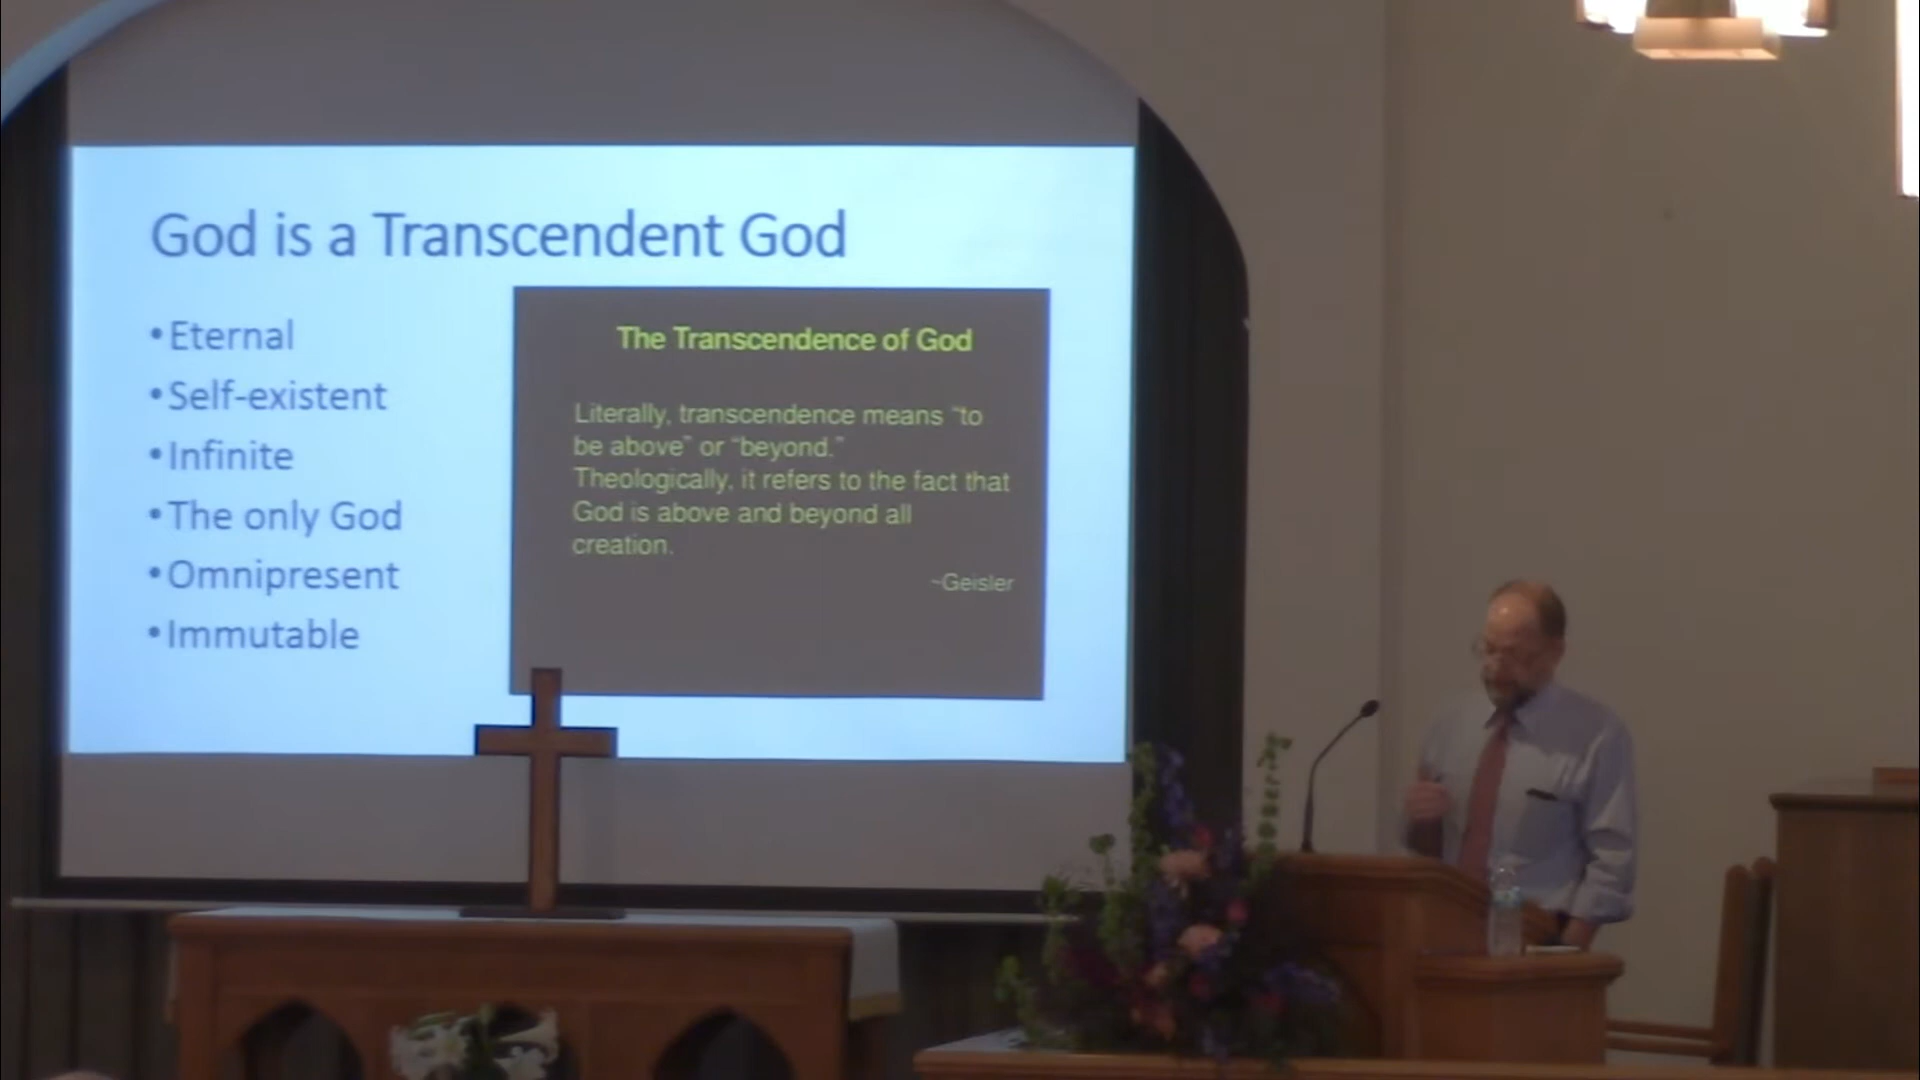 God is a Transcendent God
•Eternal
•Self-existent
•Infinite
•The only God
•Omnipresent
•Immutable
The Transcendence of God
Literally, transcendence means “to
be above” or “beyond.”
Theologically, it refers to the fact that
God is above and beyond all
creation.
~Geisler